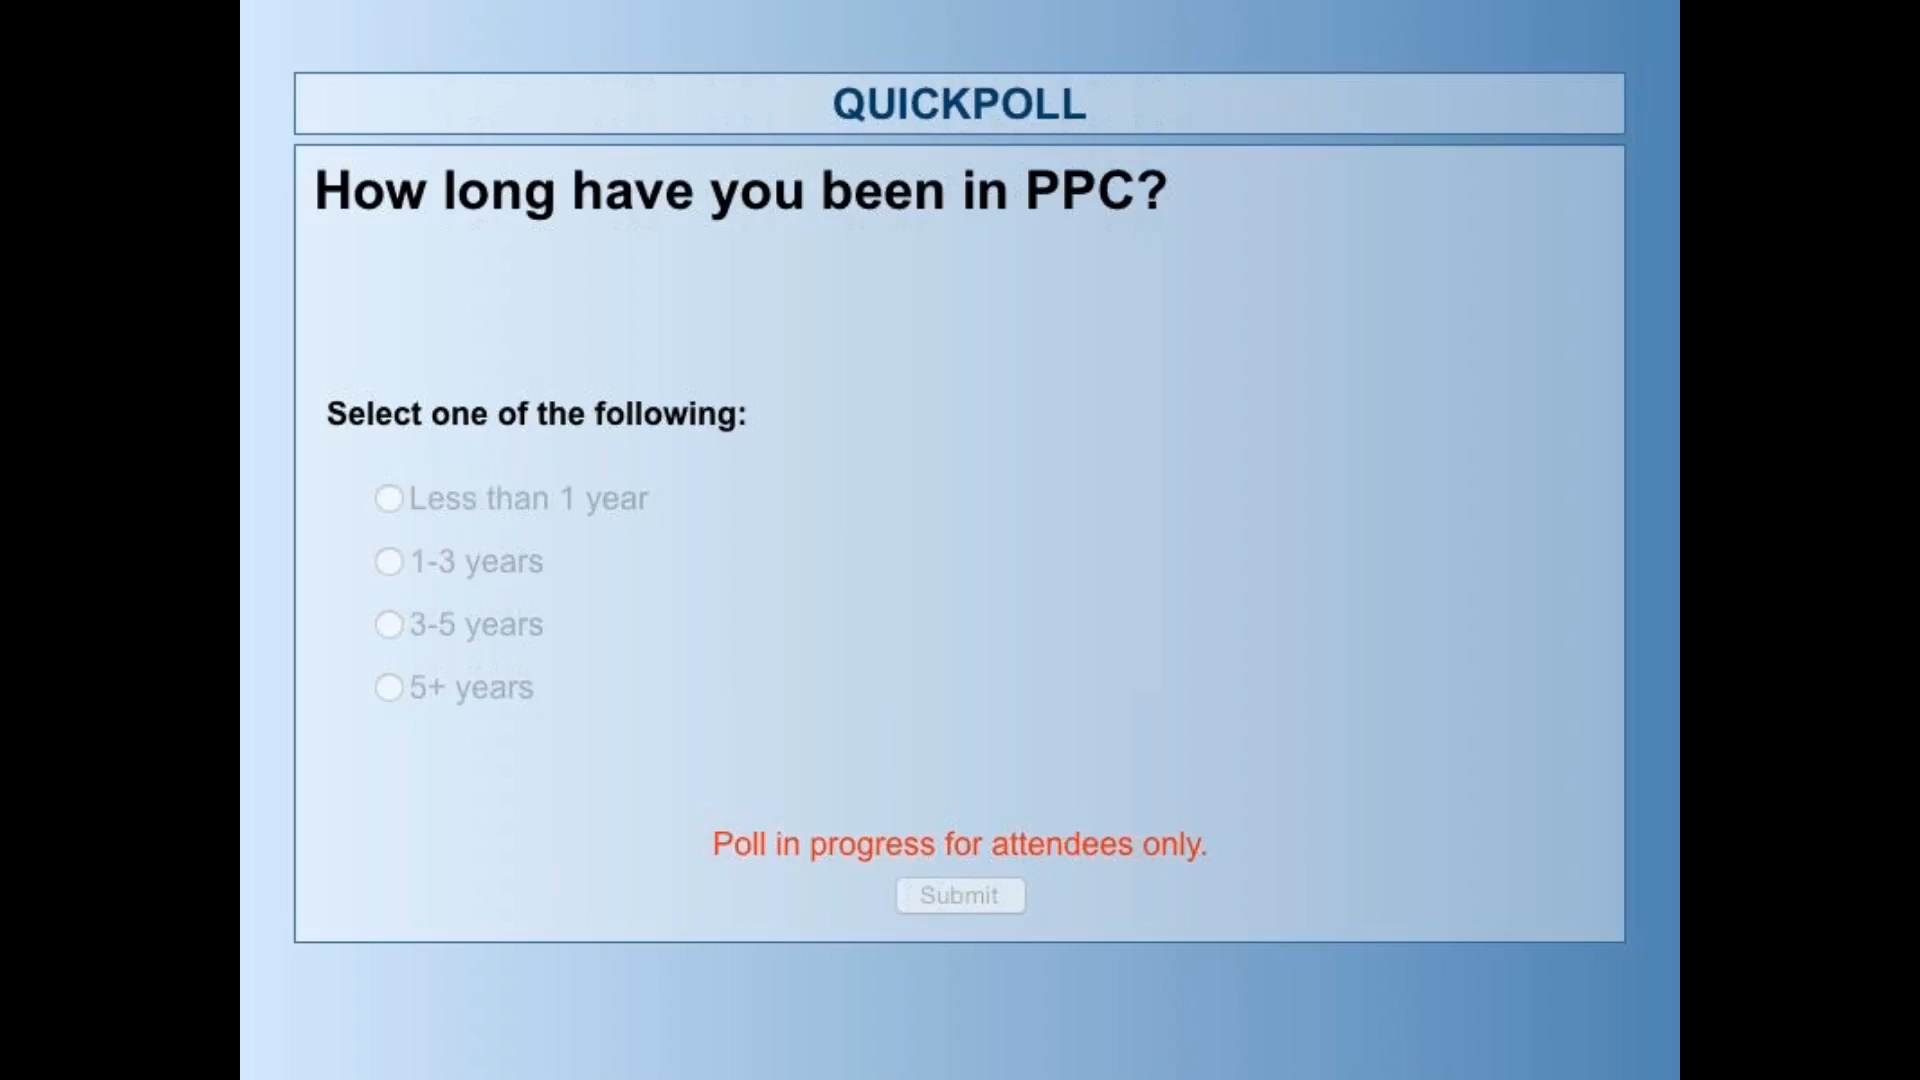 QUICKPOLL
How long have you been in PPC?
Select one of the following:
Less than 1 year
1-3 years
3-5 years
5+ years
Poll in progress for attendees only.
Submit